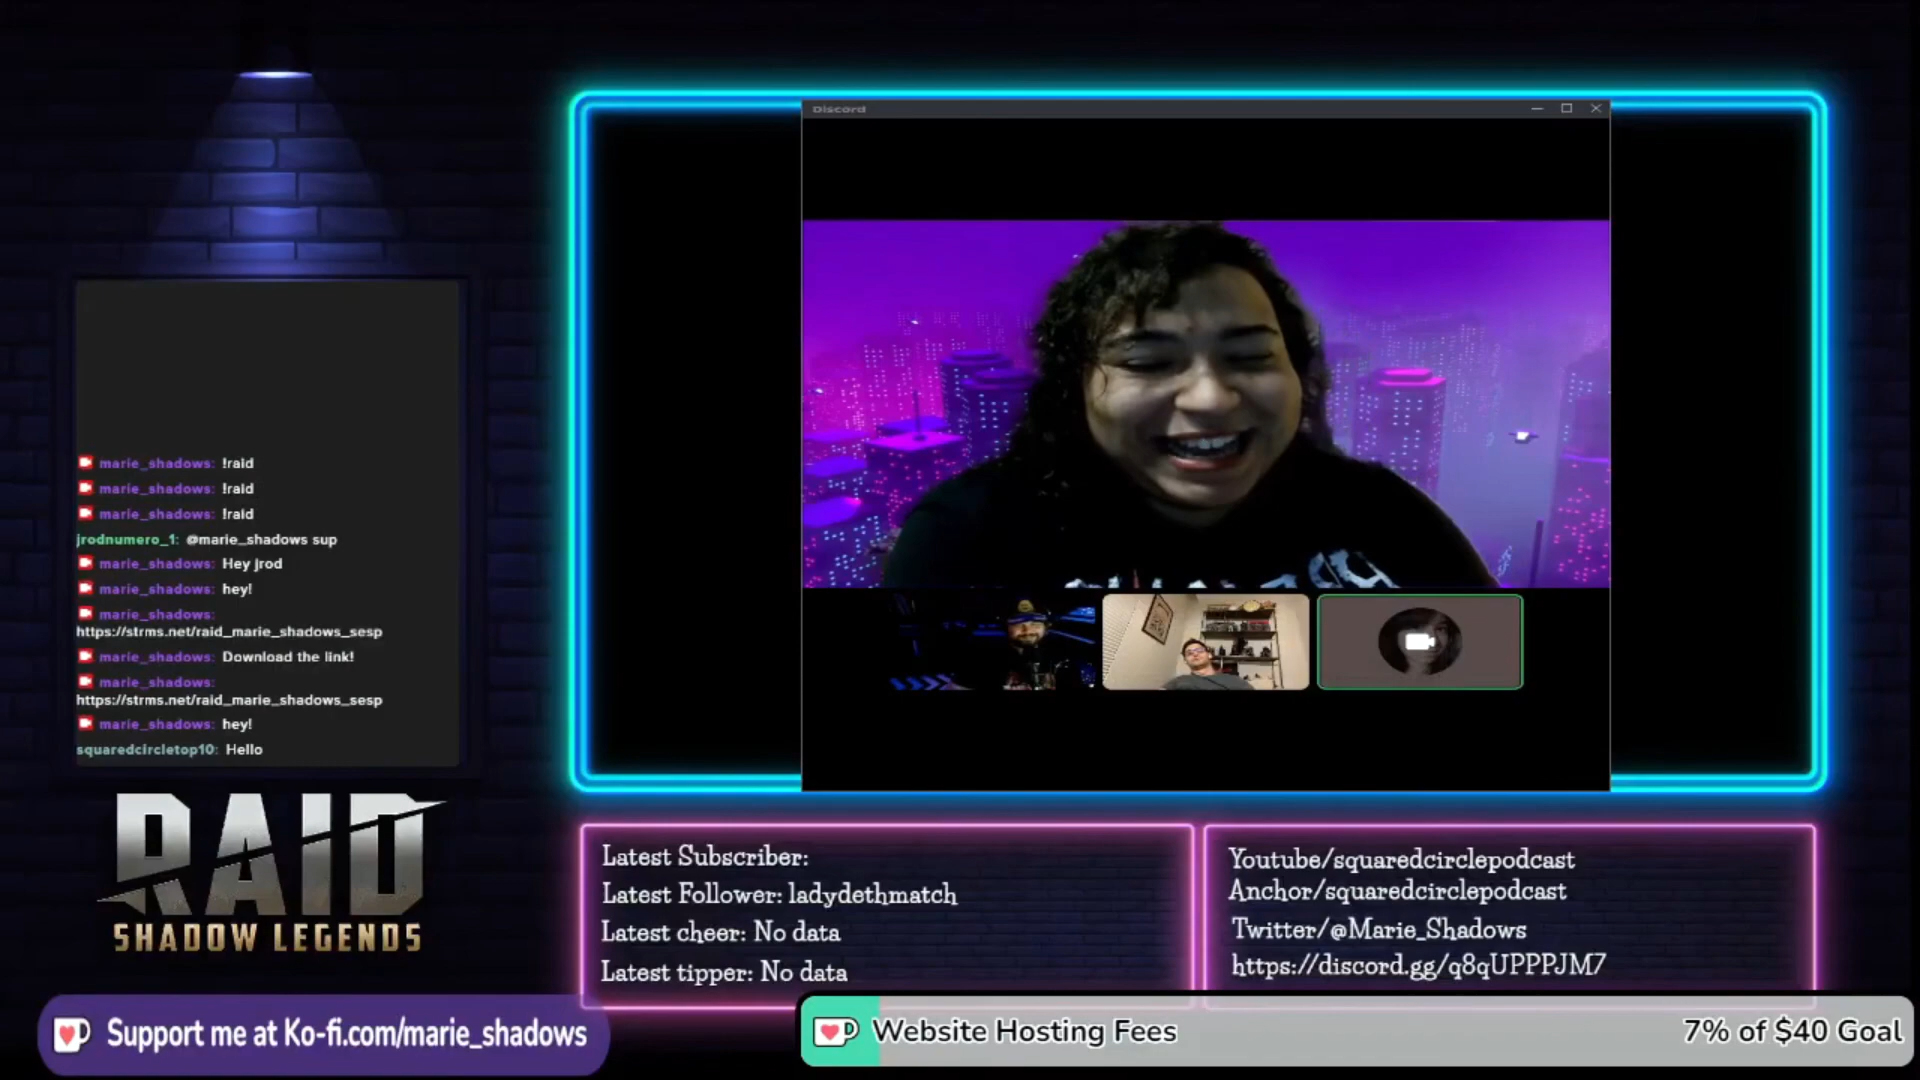 Discord
marie_shadows: !raid
marie_shadows: !raid
marie_shadows: !raid
jrodnumero_1: @marie_shadows sup
marie_shadows: Hey jrod
marie_shadows: hey!
marie_shadows:
https://strms.net/raid_marie_shadows_sesp
marie_shadows: Download the link!
marie_shadows:
https://strms.net/raid_marie_shadows_sesp
marie_shadows: hey!
squaredcircletop10: Hello
RAID
SHADOW LEGENDS
Latest Subscriber:
Latest Follower: ladydethmatch
Latest cheer: No data
Latest tipper: No data
Youtube/squaredcirclepodcast
Anchor/squaredcirclepodcast
Twitter/@Marie_Shadows
https://discord.gg/q8qUPPPJM7
Support me at Ko-fi.com/marie_shadows
Website Hosting Fees
7% of $40 Goal